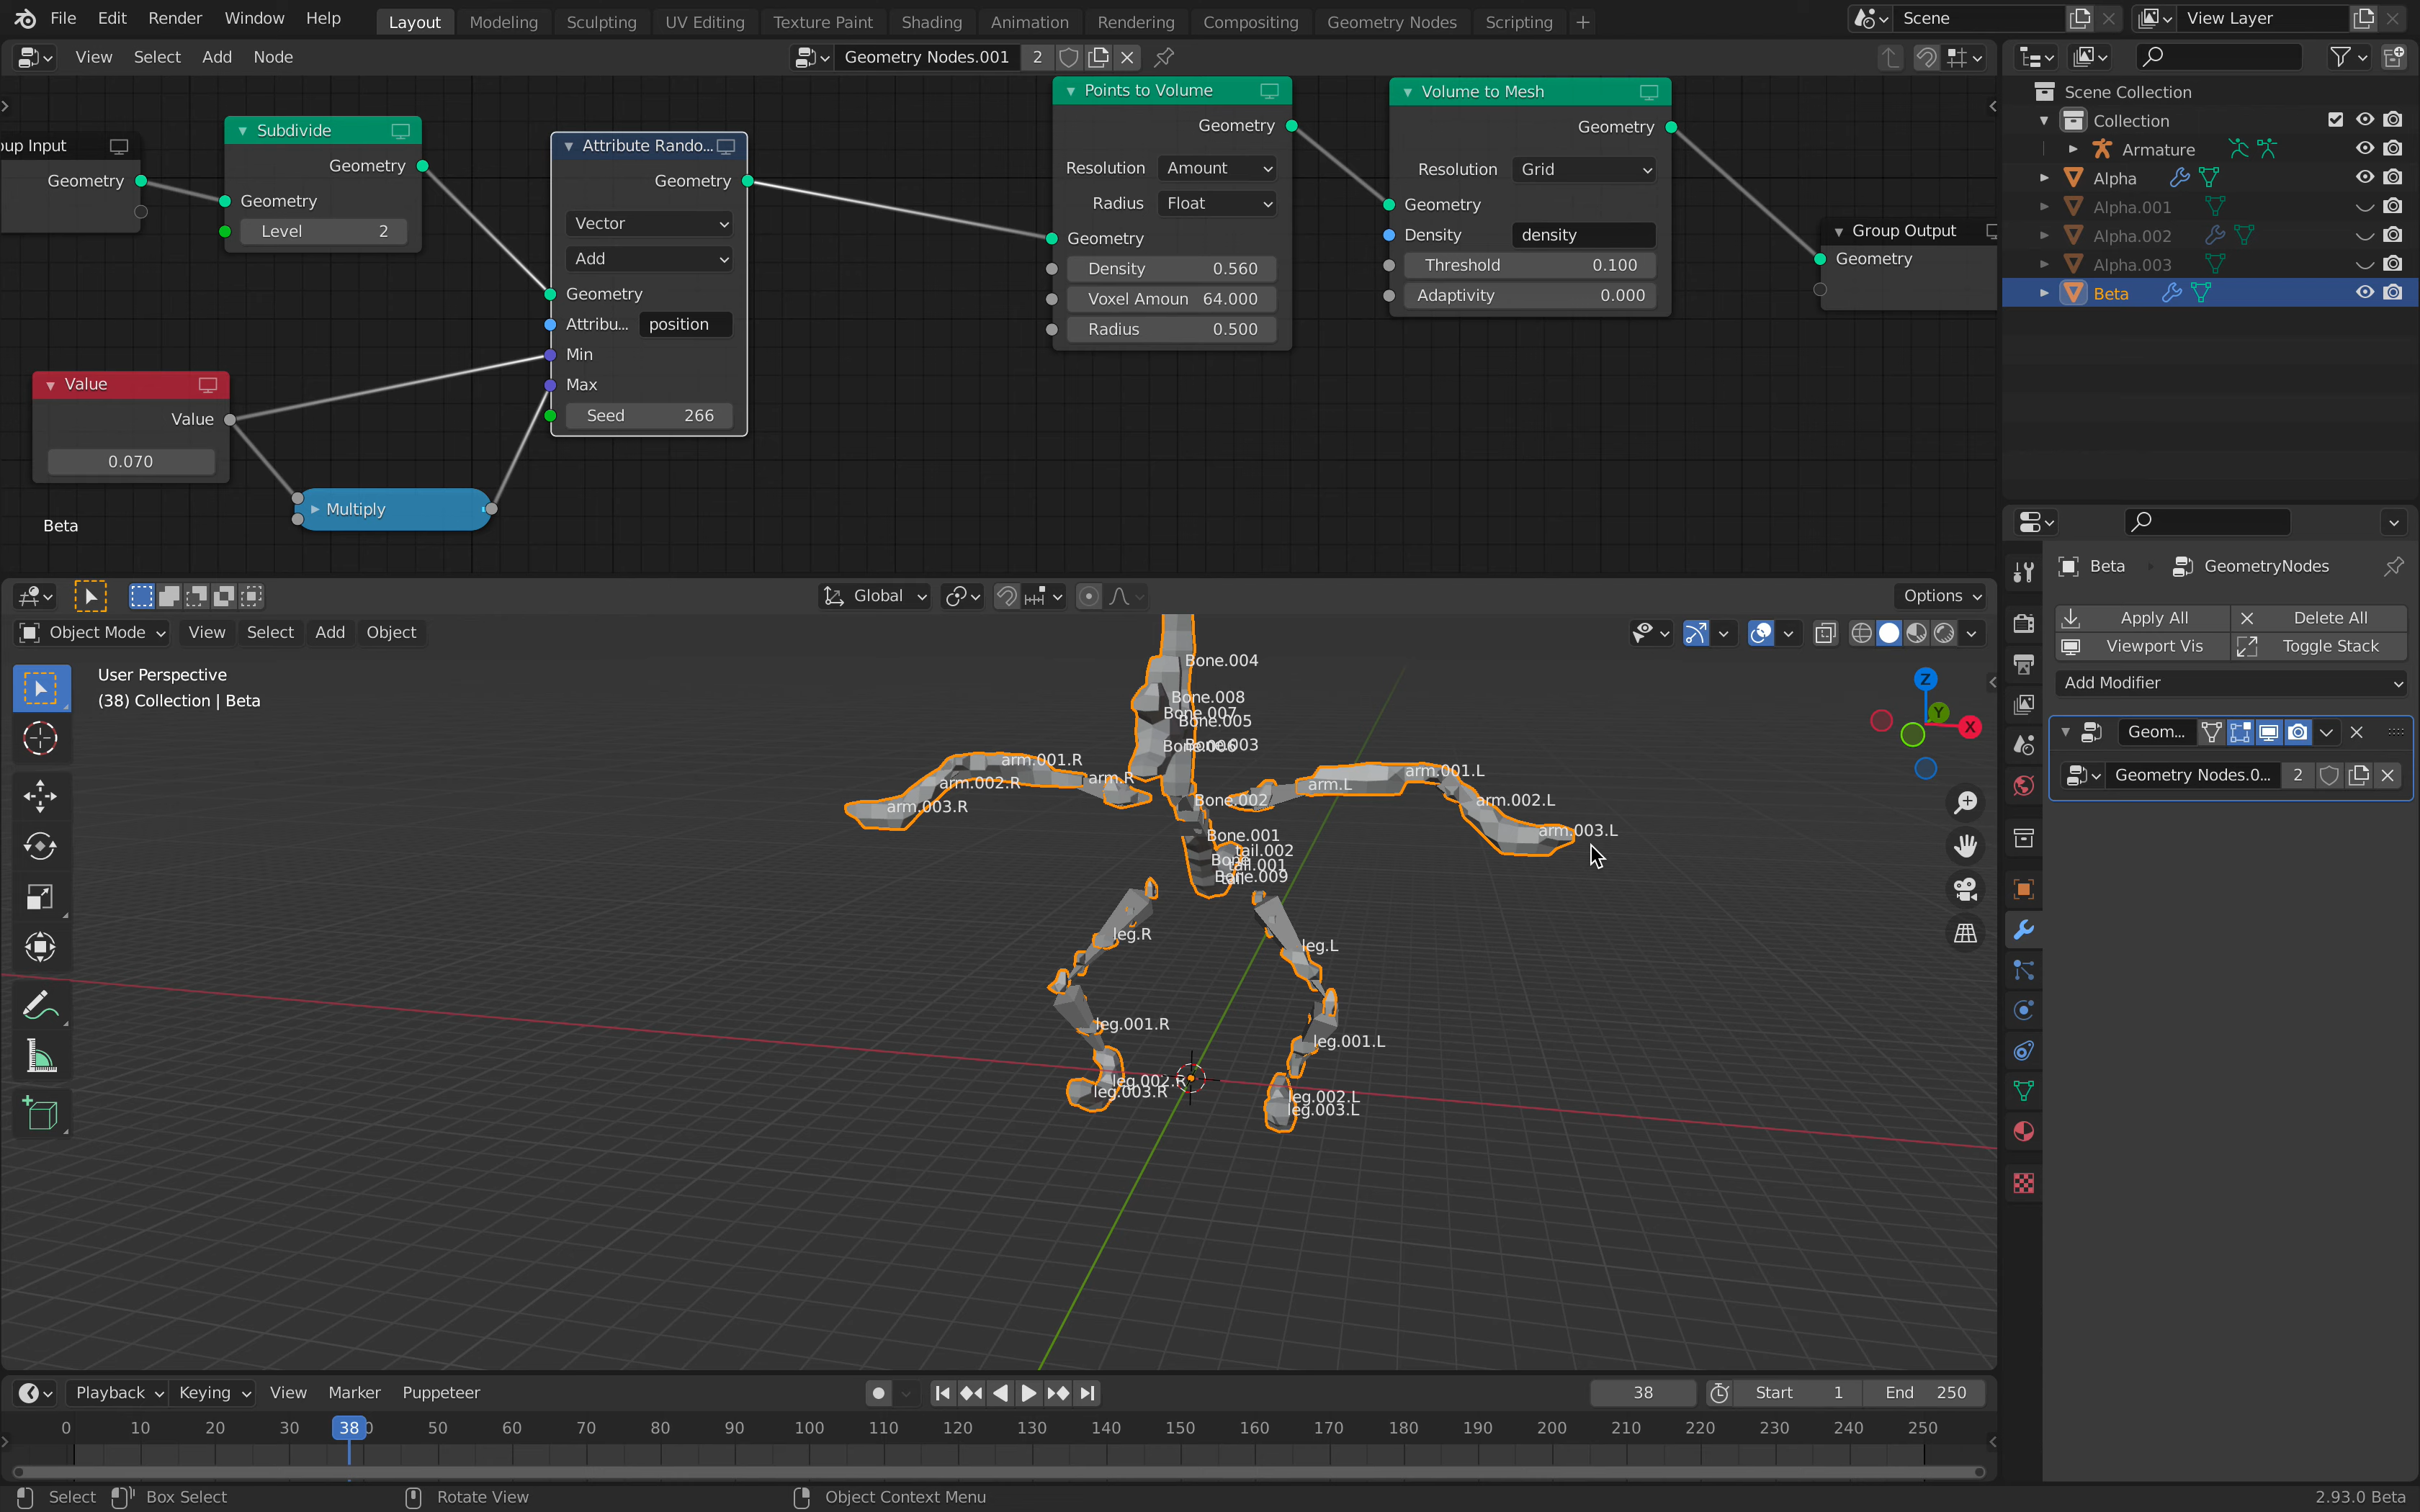 File Edit Render Window Help Layout Modeling Sculpting UV Editing Texture Paint Shading Animation Rendering Compositing Geometry Nodes Scripting + Scene View Layer
View Select Add Node Geometry Nodes.001 2
oup Input
Geometry
Subdivide
Geometry
Geometry
Level 2
Attribute Rando...
Geometry
Vector
Add
Geometry
Attribu... position
Min
Max
Seed 266
Value
Value
0.070
Multiply
Beta
Points to Volume
Geometry
Resolution Amount
Radius Float
Geometry
Density 0.560
Voxel Amoun 64.000
Radius 0.500
Volume to Mesh
Geometry
Resolution Grid
Geometry
Density density
Threshold 0.100
Adaptivity 0.000
Group Output
Geometry
Scene Collection
Collection
Armature
Alpha
Alpha.001
Alpha.002
Alpha.003
Beta
Beta GeometryNodes
Apply All Delete All
Viewport Vis Toggle Stack
Add Modifier
Geom...
Geometry Nodes.0... 2
Global Options
Object Mode View Select Add Object
User Perspective
(38) Collection | Beta
Z
Y
X
Bone.004
Bone.008
Bone.007
Bone.005
Bone.006
Bone.003
arm.001.R
arm.R
arm.002.R
arm.003.R
arm.001.L
arm.L
arm.002.L
arm.003.L
Bone.002
Bone.001
tail.002
Bone
tail.001
Bone.009
tail
leg.R
leg.L
leg.001.R
leg.001.L
leg.002.R
leg.003.R
leg.002.L
leg.003.L
Playback Keying View Marker Puppeteer 38 Start 1 End 250
0 10 20 30 38 50 60 70 80 90 100 110 120 130 140 150 160 170 180 190 200 210 220 230 240 250
Select Box Select Rotate View Object Context Menu 2.93.0 Beta